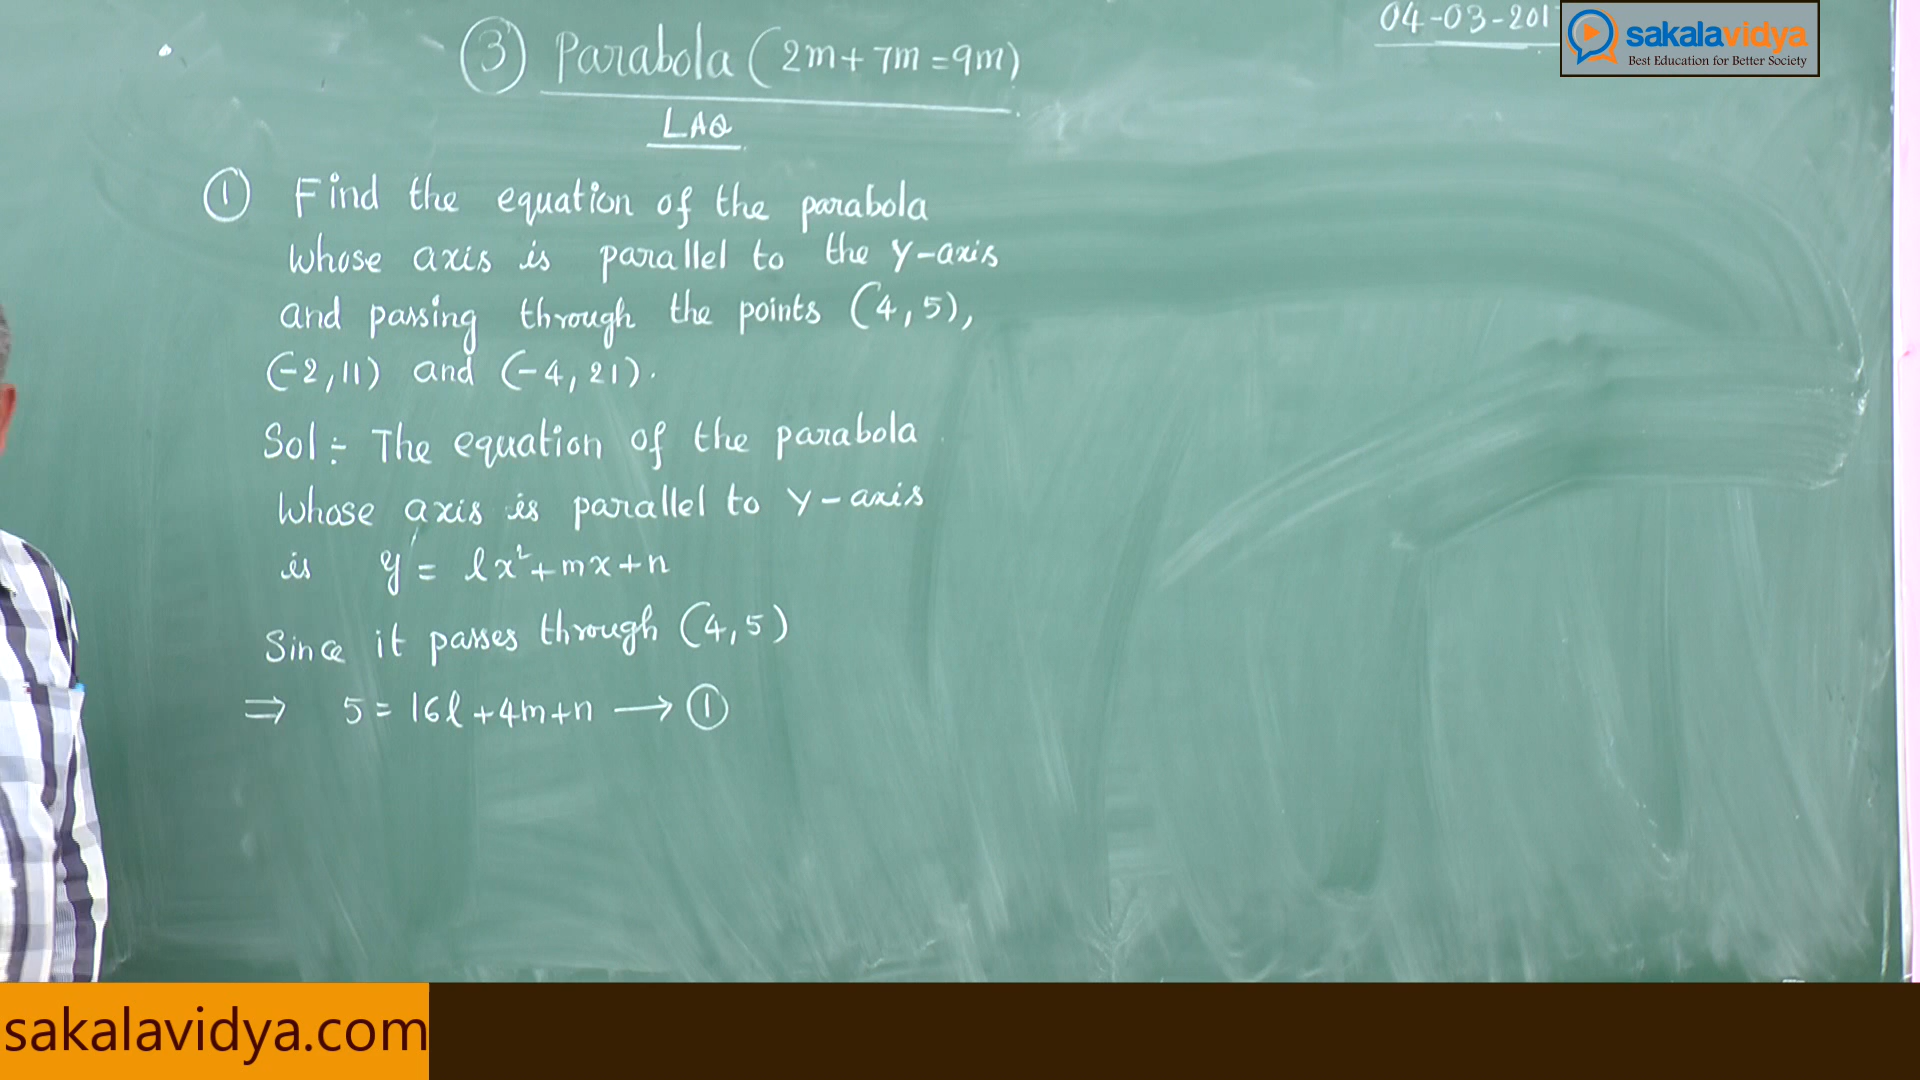 04-03-201
sakalavidya
Best Education for Better Society
③ Parabola (2m+7m=9m)
LAQ
① Find the equation of the parabola
whose axis is parallel to the Y-axis
and passing through the points (4,5),
(-2,11) and (-4,21).
Sol:- The equation of the parabola
whose axis is parallel to Y-axis
is y = lx²+mx+n
Since it passes through (4,5)
⇒ 5 = 16l+4m+n → ①
sakalavidya.com